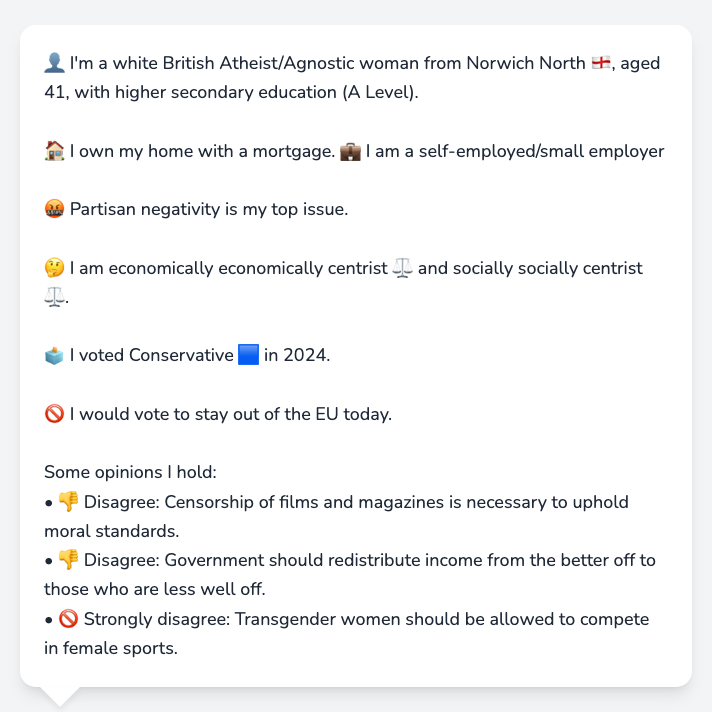 👤 I'm a white British Atheist/Agnostic woman from Norwich North 🏴󠁧󠁢󠁥󠁮󠁧󠁿, aged
41, with higher secondary education (A Level).
🏠 I own my home with a mortgage. 💼 I am a self-employed/small employer
🤬 Partisan negativity is my top issue.
🤔 I am economically economically centrist ⚖️ and socially socially centrist
⚖️.
🗳️ I voted Conservative 🟦 in 2024.
🚫 I would vote to stay out of the EU today.
Some opinions I hold:
• 👎 Disagree: Censorship of films and magazines is necessary to uphold
moral standards.
• 👎 Disagree: Government should redistribute income from the better off to
those who are less well off.
• 🚫 Strongly disagree: Transgender women should be allowed to compete
in female sports.